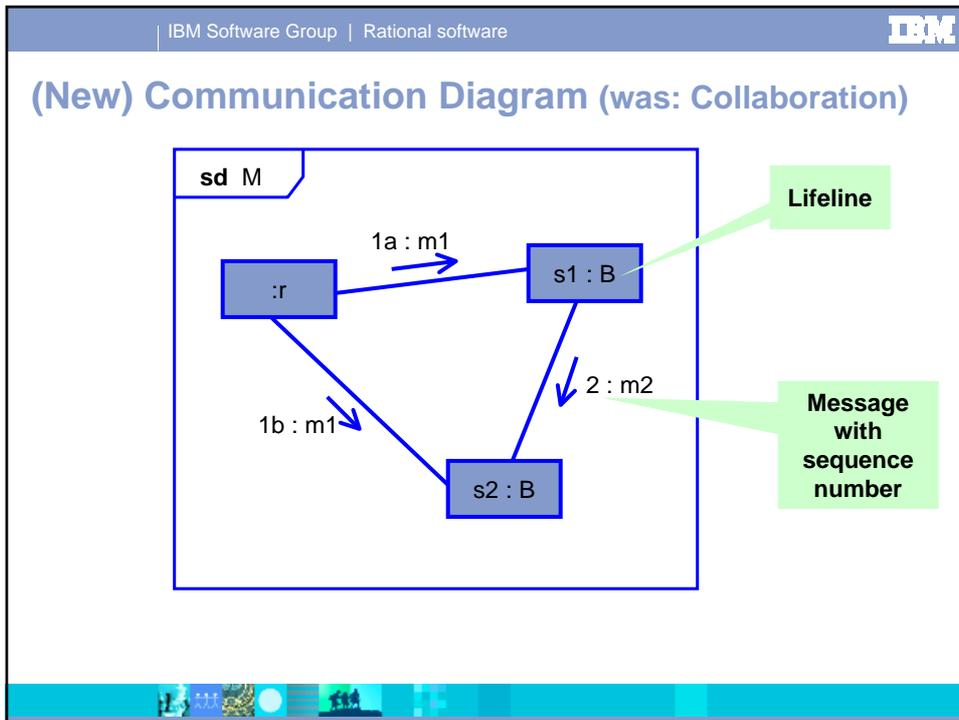 IBM Software Group | Rational software
IBM
(New) Communication Diagram (was: Collaboration)
sd M
Lifeline
1a : m1
s1 : B
:r
2 : m2
Message
with
sequence
number
1b : m1
s2 : B